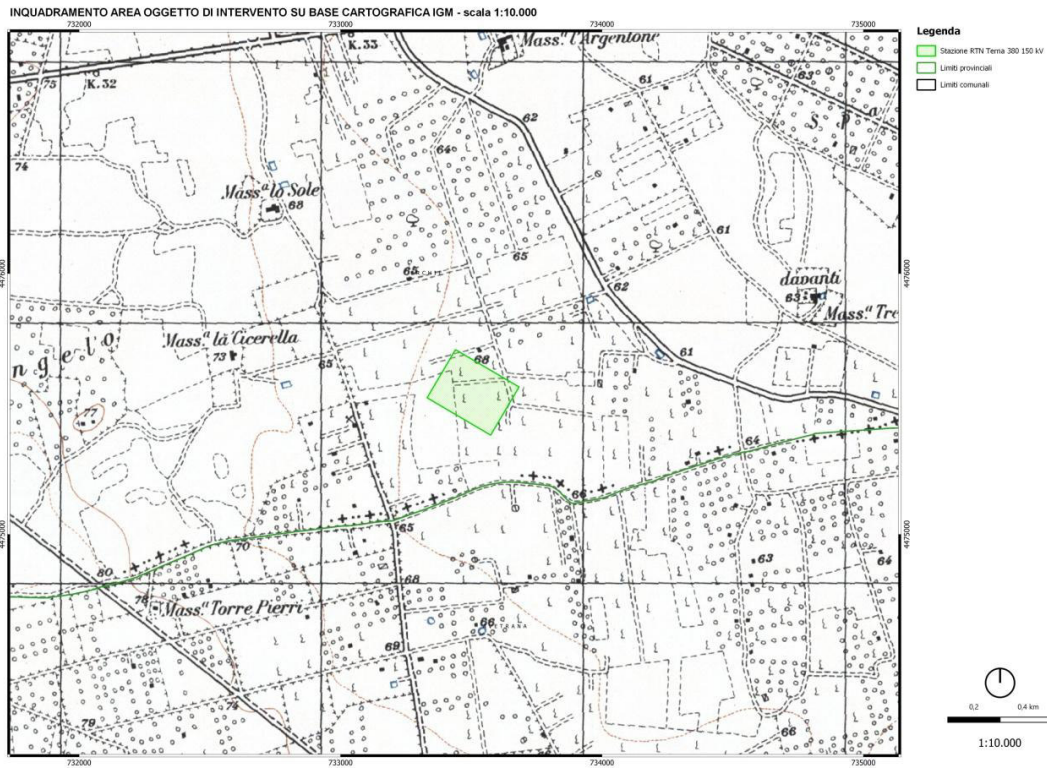 INQUADRAMENTO AREA OGGETTO DI INTERVENTO SU BASE CARTOGRAFICA IGM - scala 1:10.000
732000 733000 734000 735000
Legenda
Stazione RTN Terna 380 150 kV
Limiti provinciali
Limiti comunali
K.33
Mass.ª l'Argentone
75
K.32
61
63
S p a
62
64
74
Mass.ª lo Sole
68
61
65
65
62
davanti
63
Mass.ª Tre
4476000
4476000
Mass.ª la Cicerella
73
n g e l o
65
66
61
77
64
66
65
4475000
4475000
70
80
68
63
64
78
Mass.ª Torre Pierri
66
69
74
79
66
0,2 0,4 km
1:10.000
732000 733000 734000 735000